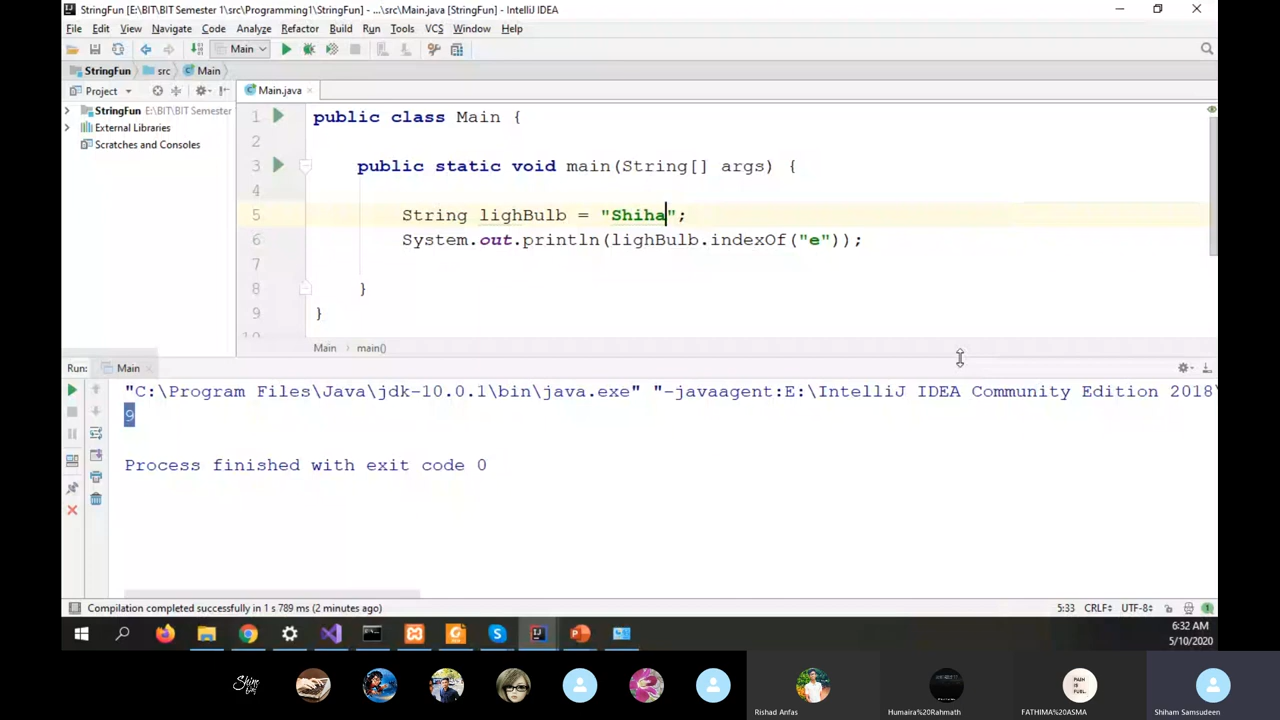 StringFun [E:\BIT\BIT Semester 1\src\Programming1\StringFun] - ...\src\Main.java [StringFun] - IntelliJ IDEA
File Edit View Navigate Code Analyze Refactor Build Run Tools VCS Window Help
Main
StringFun src Main
Project
Main.java
StringFun E:\BIT\BIT Semester
External Libraries
Scratches and Consoles
1 public class Main {
2
3 public static void main(String[] args) {
4
5 String lighBulb = "Shiha";
6 System.out.println(lighBulb.indexOf("e"));
7
8 }
9 }
10
Main main()
Run: Main
"C:\Program Files\Java\jdk-10.0.1\bin\java.exe" "-javaagent:E:\IntelliJ IDEA Community Edition 2018\
9
Process finished with exit code 0
Compilation completed successfully in 1 s 789 ms (2 minutes ago)
5:33 CRLF UTF-8
6:32 AM
5/10/2020
Rishad Anfas
Humaira%20Rahmath
FATHIMA%20ASMA
Shiham Samsudeen